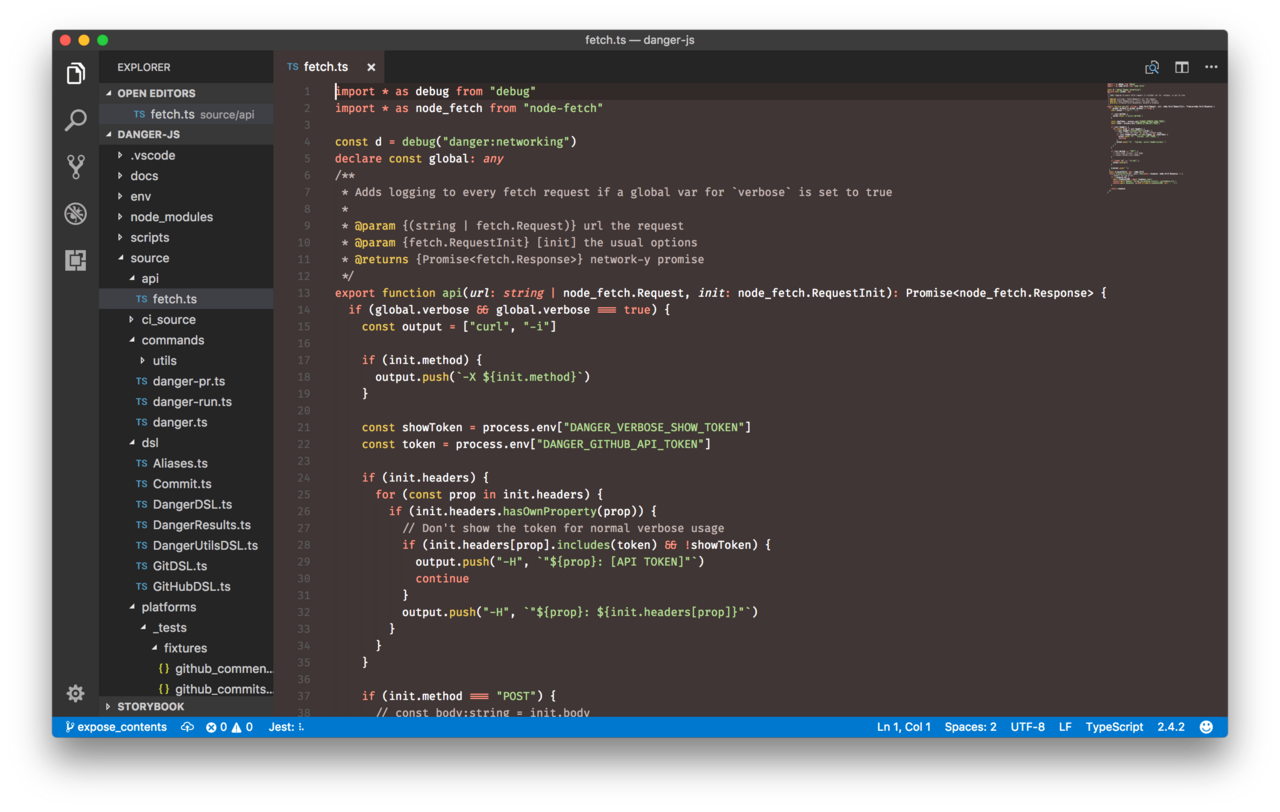 fetch.ts — danger-js
EXPLORER
OPEN EDITORS
TS fetch.ts source/api
DANGER-JS
.vscode
docs
env
node_modules
scripts
source
api
TS fetch.ts
ci_source
commands
utils
TS danger-pr.ts
TS danger-run.ts
TS danger.ts
dsl
TS Aliases.ts
TS Commit.ts
TS DangerDSL.ts
TS DangerResults.ts
TS DangerUtilsDSL.ts
TS GitDSL.ts
TS GitHubDSL.ts
platforms
_tests
fixtures
{} github_commen...
{} github_commits...
STORYBOOK
TS fetch.ts ×
1 import * as debug from "debug"
2 import * as node_fetch from "node-fetch"
3
4 const d = debug("danger:networking")
5 declare const global: any
6 /**
7 * Adds logging to every fetch request if a global var for `verbose` is set to true
8 *
9 * @param {(string | fetch.Request)} url the request
10 * @param {fetch.RequestInit} [init] the usual options
11 * @returns {Promise<fetch.Response>} network-y promise
12 */
13 export function api(url: string | node_fetch.Request, init: node_fetch.RequestInit): Promise<node_fetch.Response> {
14 if (global.verbose && global.verbose === true) {
15 const output = ["curl", "-i"]
16
17 if (init.method) {
18 output.push(`-X ${init.method}`)
19 }
20
21 const showToken = process.env["DANGER_VERBOSE_SHOW_TOKEN"]
22 const token = process.env["DANGER_GITHUB_API_TOKEN"]
23
24 if (init.headers) {
25 for (const prop in init.headers) {
26 if (init.headers.hasOwnProperty(prop)) {
27 // Don't show the token for normal verbose usage
28 if (init.headers[prop].includes(token) && !showToken) {
29 output.push("-H", `"${prop}: [API TOKEN]"`)
30 continue
31 }
32 output.push("-H", `"${prop}: ${init.headers[prop]}"`)
33 }
34 }
35 }
36
37 if (init.method === "POST") {
38 // const body:string = init.body
expose_contents 0 0 Jest:
Ln 1, Col 1 Spaces: 2 UTF-8 LF TypeScript 2.4.2